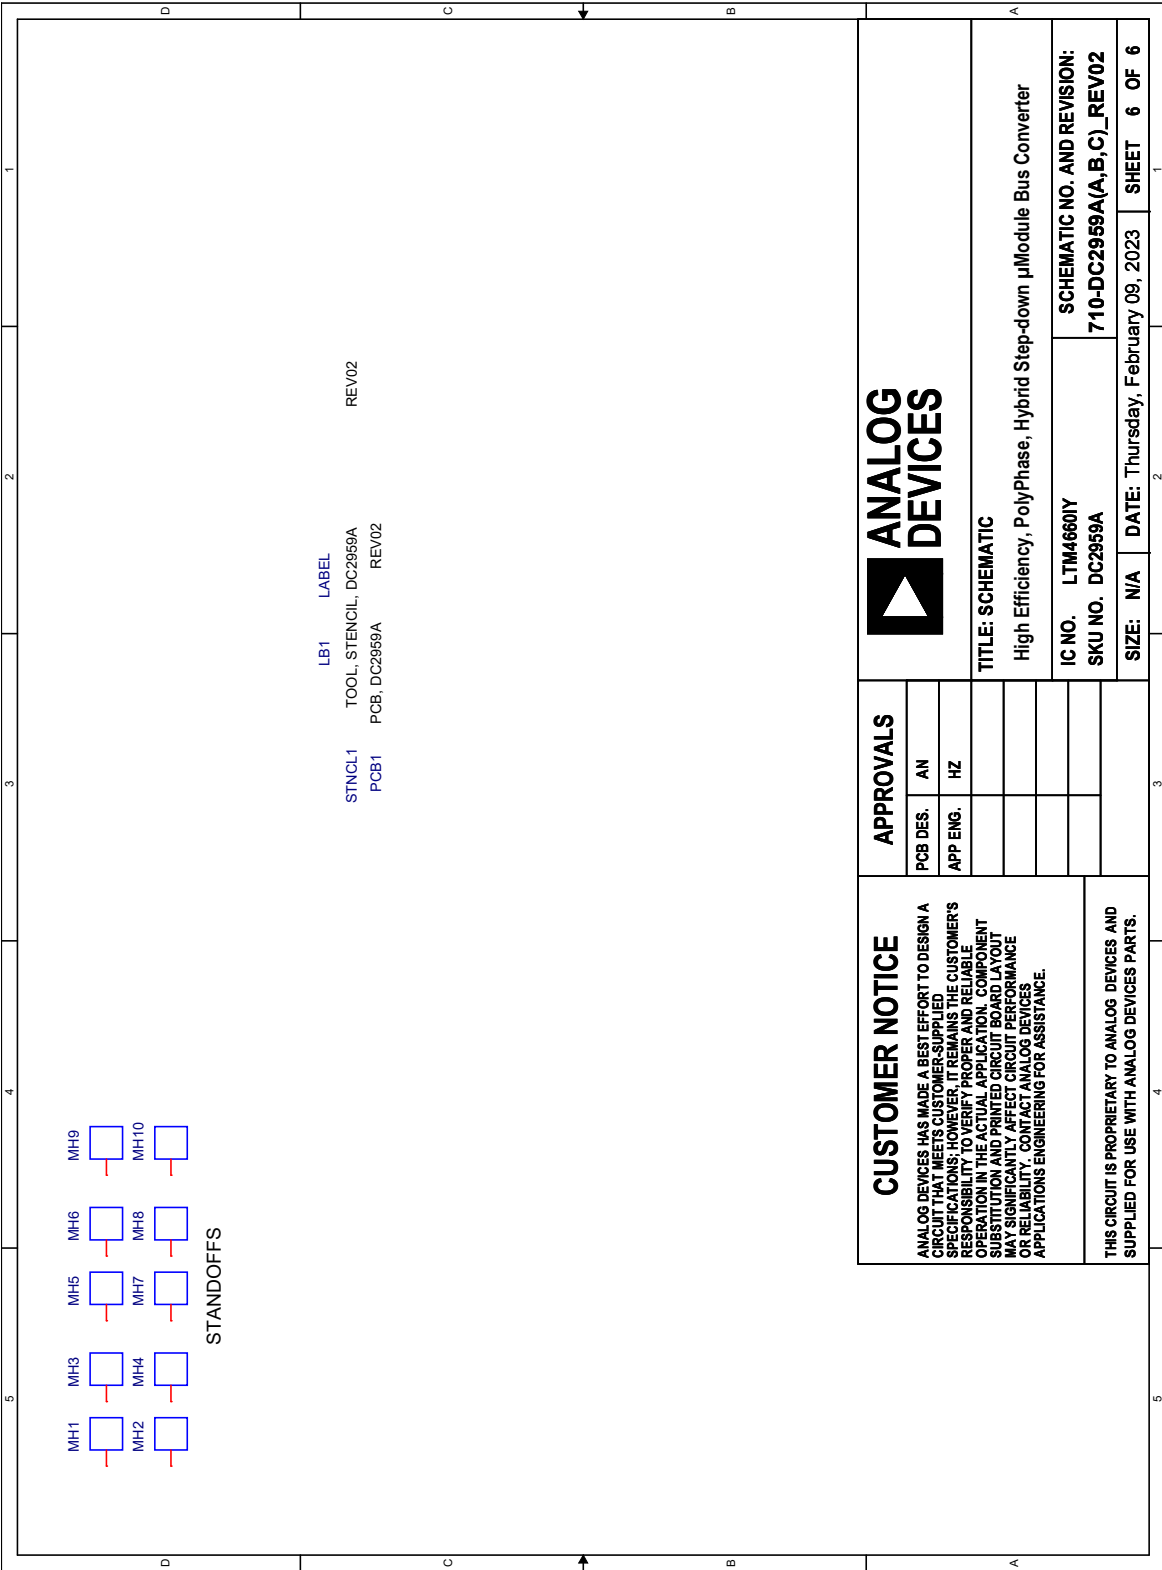 5
4
3
2
1
D
D
MH1
MH3
MH5
MH6
MH9
MH2
MH4
MH7
MH8
MH10
STANDOFFS
C
C
LB1 LABEL
STNCL1 TOOL, STENCIL, DC2959A REV02
PCB1 PCB, DC2959A REV02
B
B
A
A
CUSTOMER NOTICE
ANALOG DEVICES HAS MADE A BEST EFFORT TO DESIGN A
CIRCUIT THAT MEETS CUSTOMER-SUPPLIED
SPECIFICATIONS; HOWEVER, IT REMAINS THE CUSTOMER'S
RESPONSIBILITY TO VERIFY PROPER AND RELIABLE
OPERATION IN THE ACTUAL APPLICATION. COMPONENT
SUBSTITUTION AND PRINTED CIRCUIT BOARD LAYOUT
MAY SIGNIFICANTLY AFFECT CIRCUIT PERFORMANCE
OR RELIABILITY. CONTACT ANALOG DEVICES
APPLICATIONS ENGINEERING FOR ASSISTANCE.
THIS CIRCUIT IS PROPRIETARY TO ANALOG DEVICES AND
SUPPLIED FOR USE WITH ANALOG DEVICES PARTS.
APPROVALS
PCB DES. AN
APP ENG. HZ
ANALOG
DEVICES
TITLE: SCHEMATIC
High Efficiency, PolyPhase, Hybrid Step-down µModule Bus Converter
IC NO. LTM4660IY
SKU NO. DC2959A
SCHEMATIC NO. AND REVISION:
710-DC2959A(A,B,C)_REV02
SIZE: N/A
DATE: Thursday, February 09, 2023
SHEET 6 OF 6
5
4
3
2
1